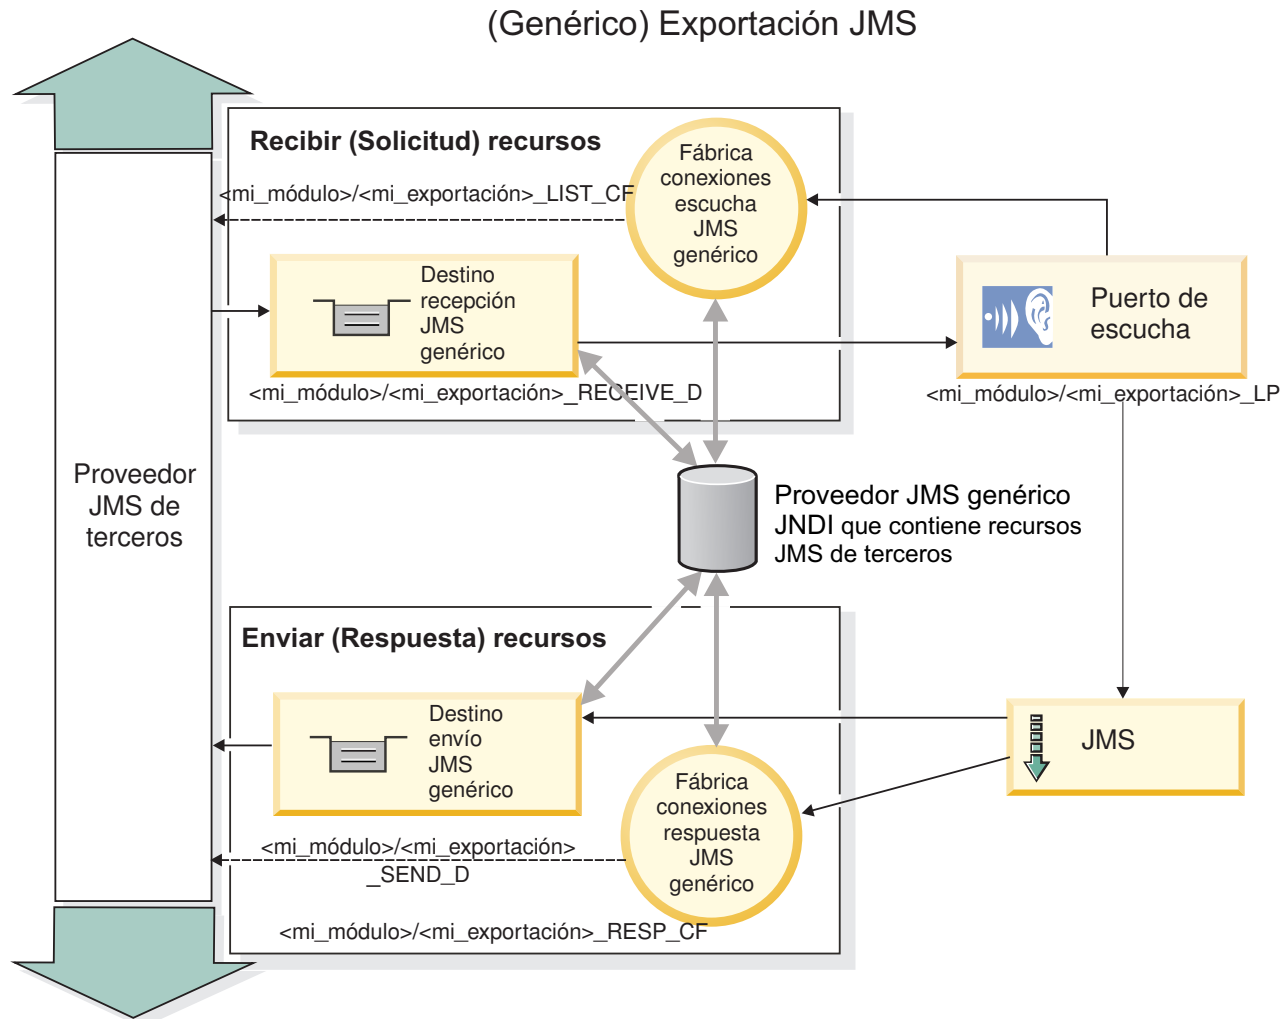 (Genérico) Exportación JMS
Recibir (Solicitud) recursos
<mi_módulo>/<mi_exportación>_LIST_CF
Fábrica
conexiones
escucha
JMS
genérico
Destino
recepción
JMS
genérico
<mi_módulo>/<mi_exportación>_RECEIVE_D
Puerto de
escucha
<mi_módulo>/<mi_exportación>_LP
Proveedor
JMS de
terceros
Proveedor JMS genérico
JNDI que contiene recursos
JMS de terceros
Enviar (Respuesta) recursos
Destino
envío
JMS
genérico
JMS
Fábrica
conexiones
respuesta
JMS
genérico
<mi_módulo>/<mi_exportación>
_SEND_D
<mi_módulo>/<mi_exportación>_RESP_CF